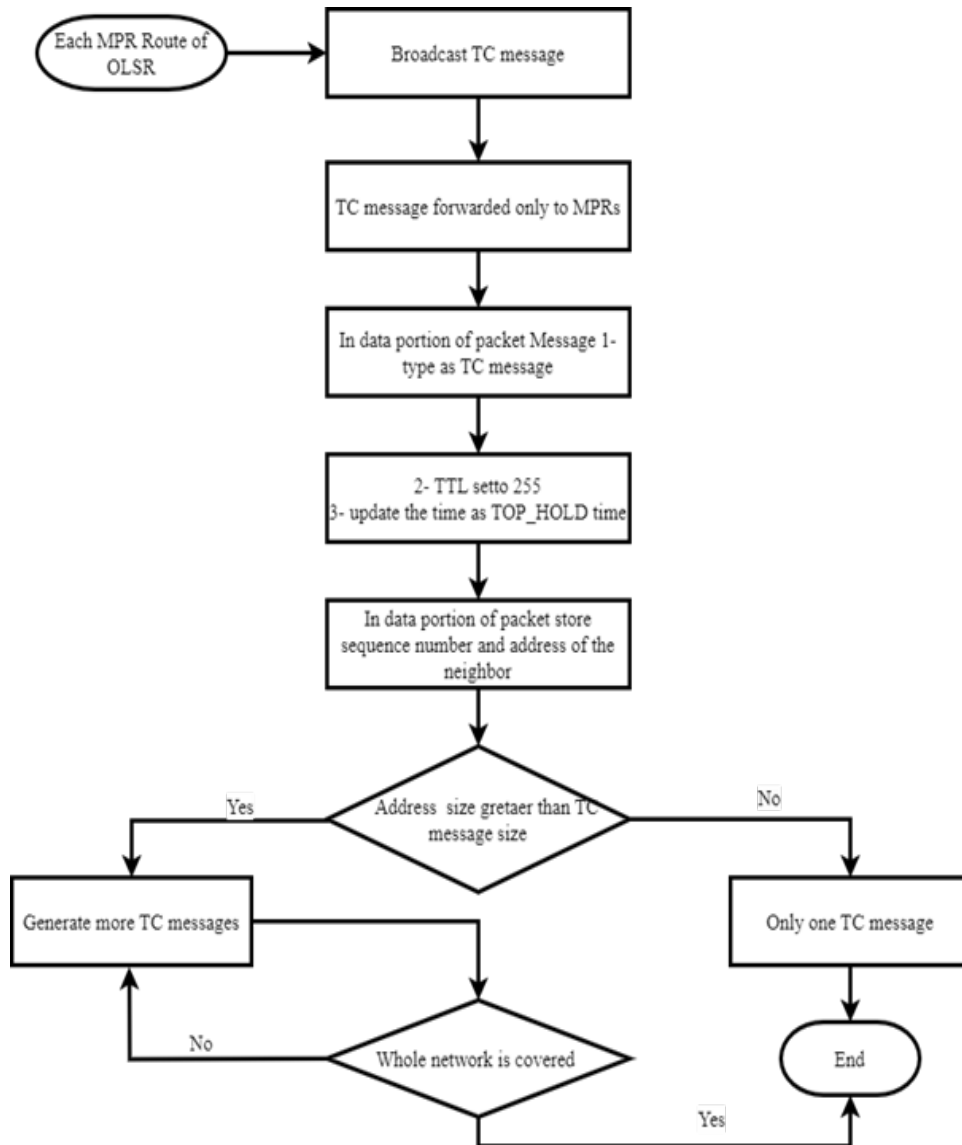 Each MPR Route of
OLSR
Broadcast TC message
TC message forwarded only to MPRs
In data portion of packet Message 1-
type as TC message
2- TTL setto 255
3- update the time as TOP_HOLD time
In data portion of packet store
sequence number and address of the
neighbor
Address size gretaer than TC
message size
Yes
No
Generate more TC messages
Only one TC message
Whole network is covered
No
Yes
End